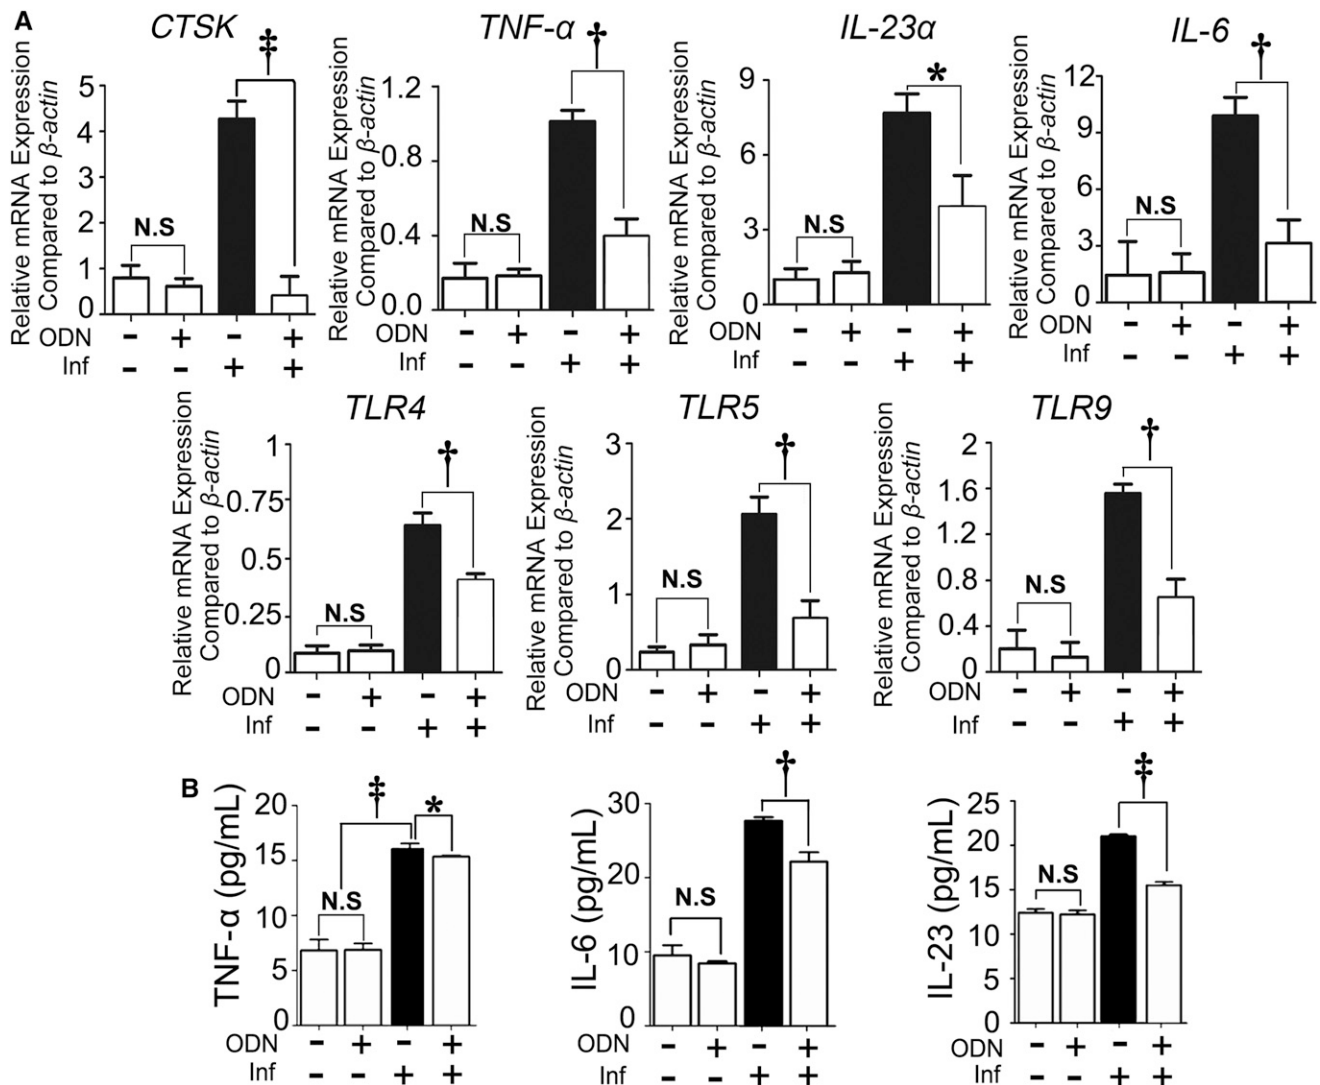 A
CTSK
TNF-α
IL-23α
IL-6
Relative mRNA Expression
Compared to β-actin
5
4
3
2
1
0
N.S
‡
ODN - + - +
Inf - - + +
Relative mRNA Expression
Compared to β-actin
1.2
0.8
0.4
0.0
N.S
†
- + - +
- - + +
Relative mRNA Expression
Compared to β-actin
9
6
3
0
N.S
*
ODN - + - +
Inf - - + +
Relative mRNA Expression
Compared to β-actin
12
9
6
3
0
N.S
†
ODN - + - +
Inf - - + +
TLR4
TLR5
TLR9
Relative mRNA Expression
Compared to β-actin
1
0.75
0.5
0.25
0
N.S
†
ODN - + - +
Inf - - + +
Relative mRNA Expression
Compared to β-actin
3
2
1
0
N.S
†
ODN - + - +
Inf - - + +
Relative mRNA Expression
Compared to β-actin
2
1.6
1.2
0.8
0.4
0
N.S
†
ODN - + - +
Inf - - + +
B
TNF-α (pg/mL)
20
15
10
5
0
N.S
‡
*
ODN - + - +
Inf - - + +
IL-6 (pg/mL)
30
20
10
0
N.S
†
ODN - + - +
Inf - - + +
IL-23 (pg/mL)
25
20
15
10
5
0
N.S
‡
ODN - + - +
Inf - - + +